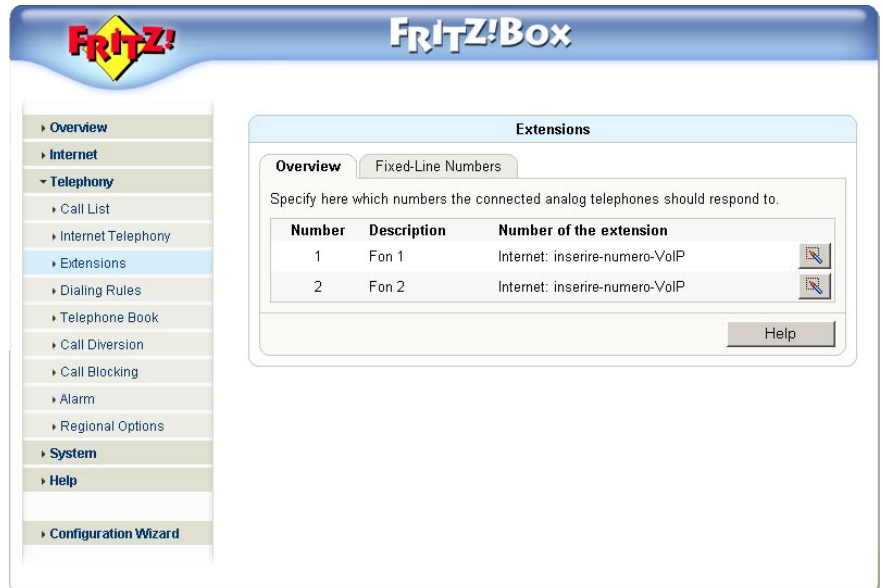 FRITZ!
FRITZ!BOX
Overview
Internet
Telephony
Call List
Internet Telephony
Extensions
Dialing Rules
Telephone Book
Call Diversion
Call Blocking
Alarm
Regional Options
System
Help
Configuration Wizard
Extensions
Overview Fixed-Line Numbers
Specify here which numbers the connected analog telephones should respond to.
Number Description Number of the extension
1 Fon 1 Internet: inserire-numero-VoIP
2 Fon 2 Internet: inserire-numero-VoIP
Help